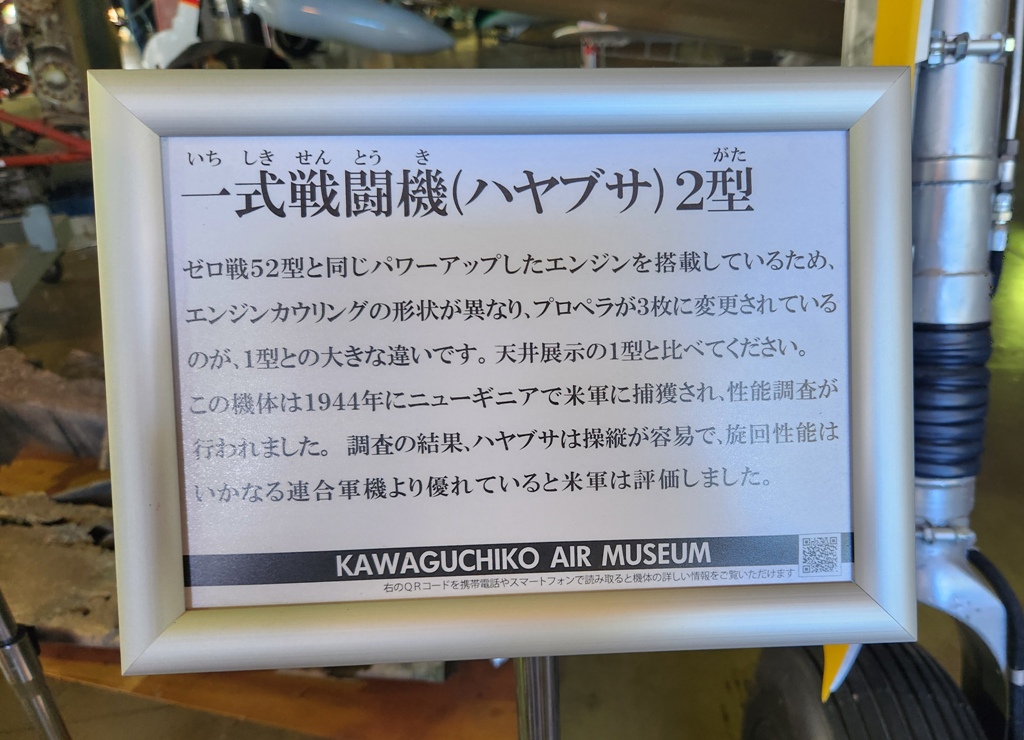 いち しき せん とう き がた
一式戦闘機(ハヤブサ)2型
ゼロ戦52型と同じパワーアップしたエンジンを搭載しているため、
エンジンカウリングの形状が異なり、プロペラが3枚に変更されている
のが、1型との大きな違いです。天井展示の1型と比べてください。
この機体は1944年にニューギニアで米軍に捕獲され、性能調査が
行われました。 調査の結果、ハヤブサは操縦が容易で、旋回性能は
いかなる連合軍機より優れていると米軍は評価しました。
KAWAGUCHIKO AIR MUSEUM
右のQRコードを携帯電話やスマートフォンで読み取ると機体の詳しい情報をご覧いただけます